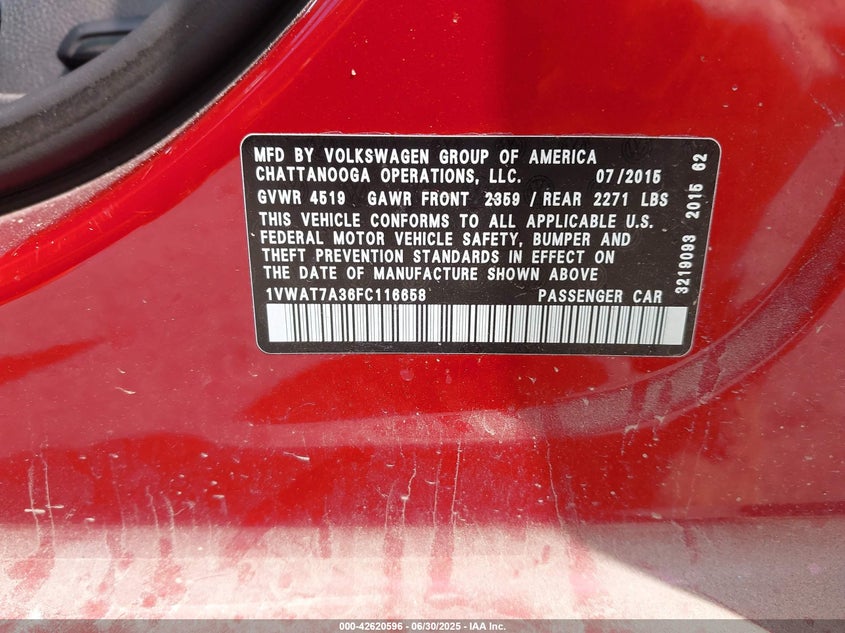 MFD BY VOLKSWAGEN GROUP OF AMERICA
CHATTANOOGA OPERATIONS, LLC. 07/2015
GVWR 4519 GAWR FRONT 2359 / REAR 2271 LBS
THIS VEHICLE CONFORMS TO ALL APPLICABLE U.S.
FEDERAL MOTOR VEHICLE SAFETY, BUMPER AND
THEFT PREVENTION STANDARDS IN EFFECT ON
THE DATE OF MANUFACTURE SHOWN ABOVE
1VWAT7A36FC116658 PASSENGER CAR
3219093 2015 62
000-42620596 - 06/30/2025 - IAA Inc.